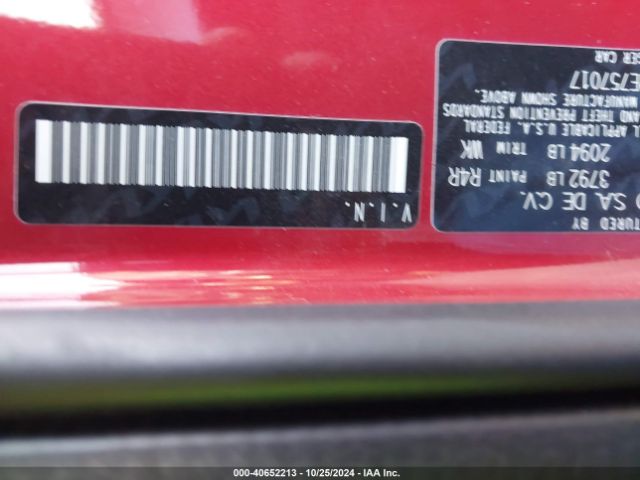 TURED BY
SA. DE C.V.
3792 LB PAINT R4R
2094 LB TRIM WK
APPLICABLE U.S.A. FEDERAL
AND THEFT PREVENTION STANDARDS
MANUFACTURE SHOWN ABOVE.
E757017
GER CAR
V.I.N.
000-40652213 - 10/25/2024 - IAA Inc.